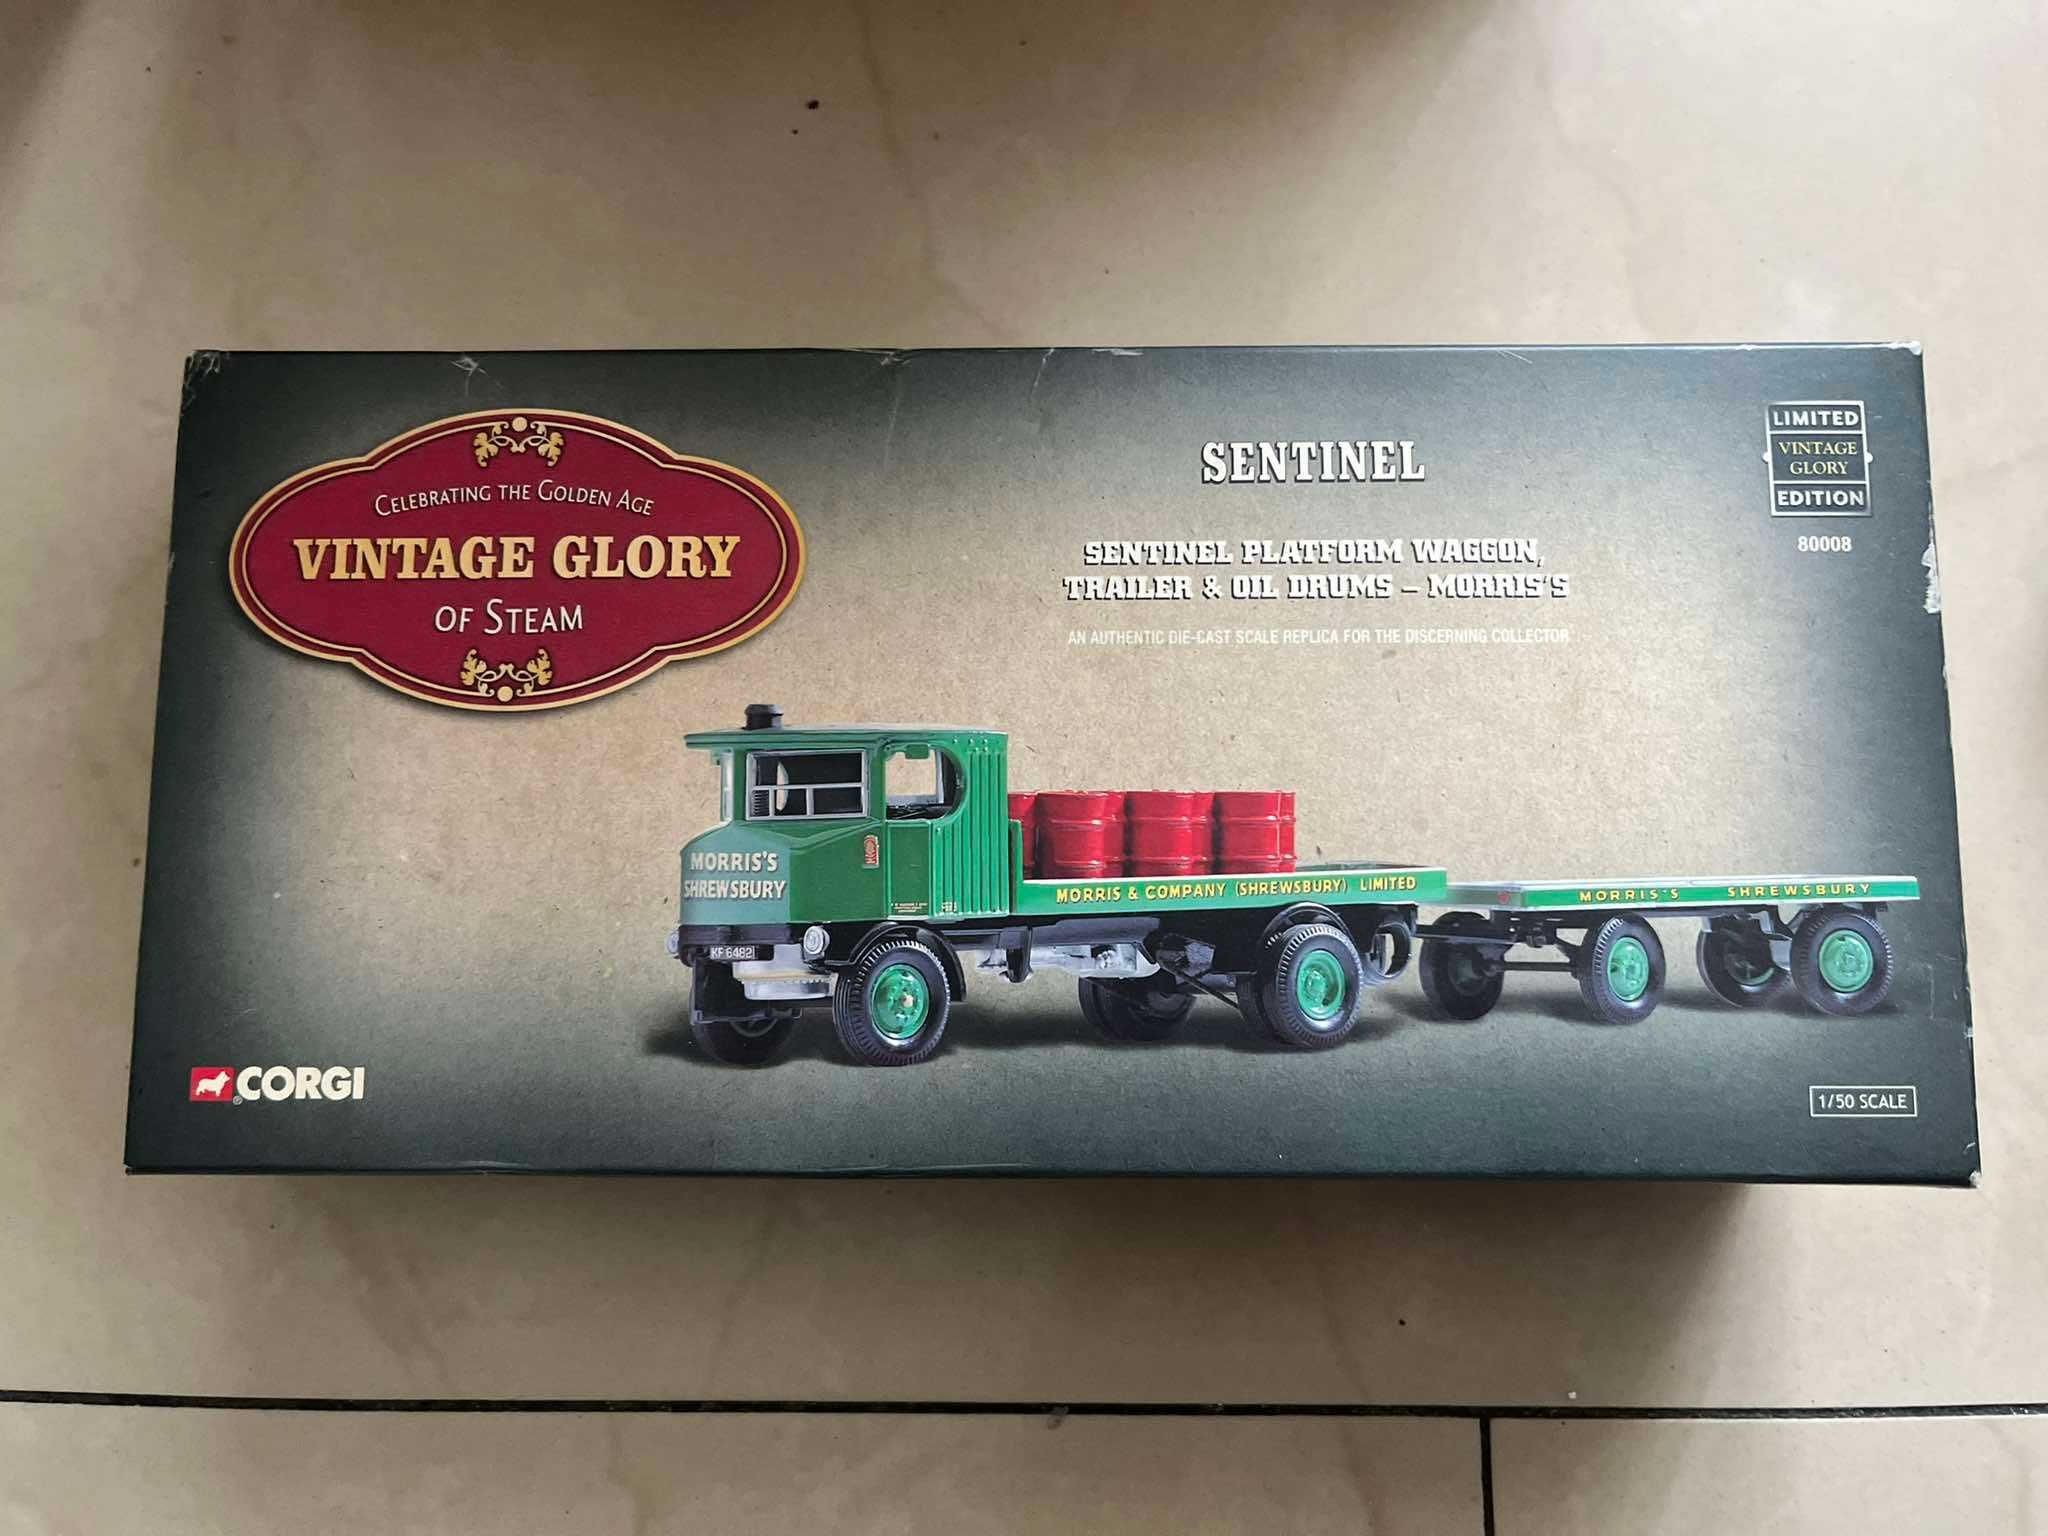 CELEBRATING THE GOLDEN AGE
VINTAGE GLORY
OF STEAM
SENTINEL
SENTINEL PLATFORM WAGGON,
TRAILER & OIL DRUMS – MORRIS'S
AN AUTHENTIC DIE-CAST SCALE REPLICA FOR THE DISCERNING COLLECTOR
LIMITED
VINTAGE
GLORY
EDITION
80008
MORRIS'S
SHREWSBURY
KF 6482
MORRIS & COMPANY (SHREWSBURY) LIMITED
MORRIS'S SHREWSBURY
®CORGI
1/50 SCALE